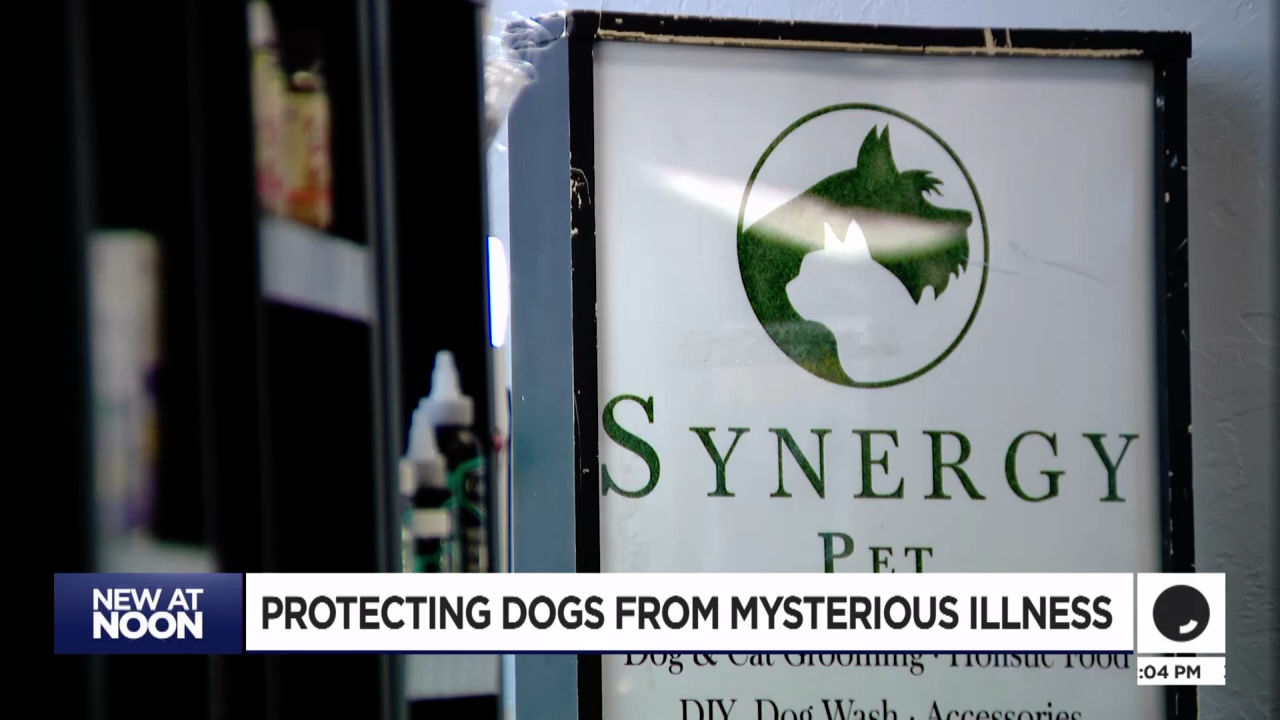 SYNERGY
PET
NEW AT
NOON
PROTECTING DOGS FROM MYSTERIOUS ILLNESS
:04 PM
Dog & Cat Grooming · Holistic Food
DIY Dog Wash · Accessories